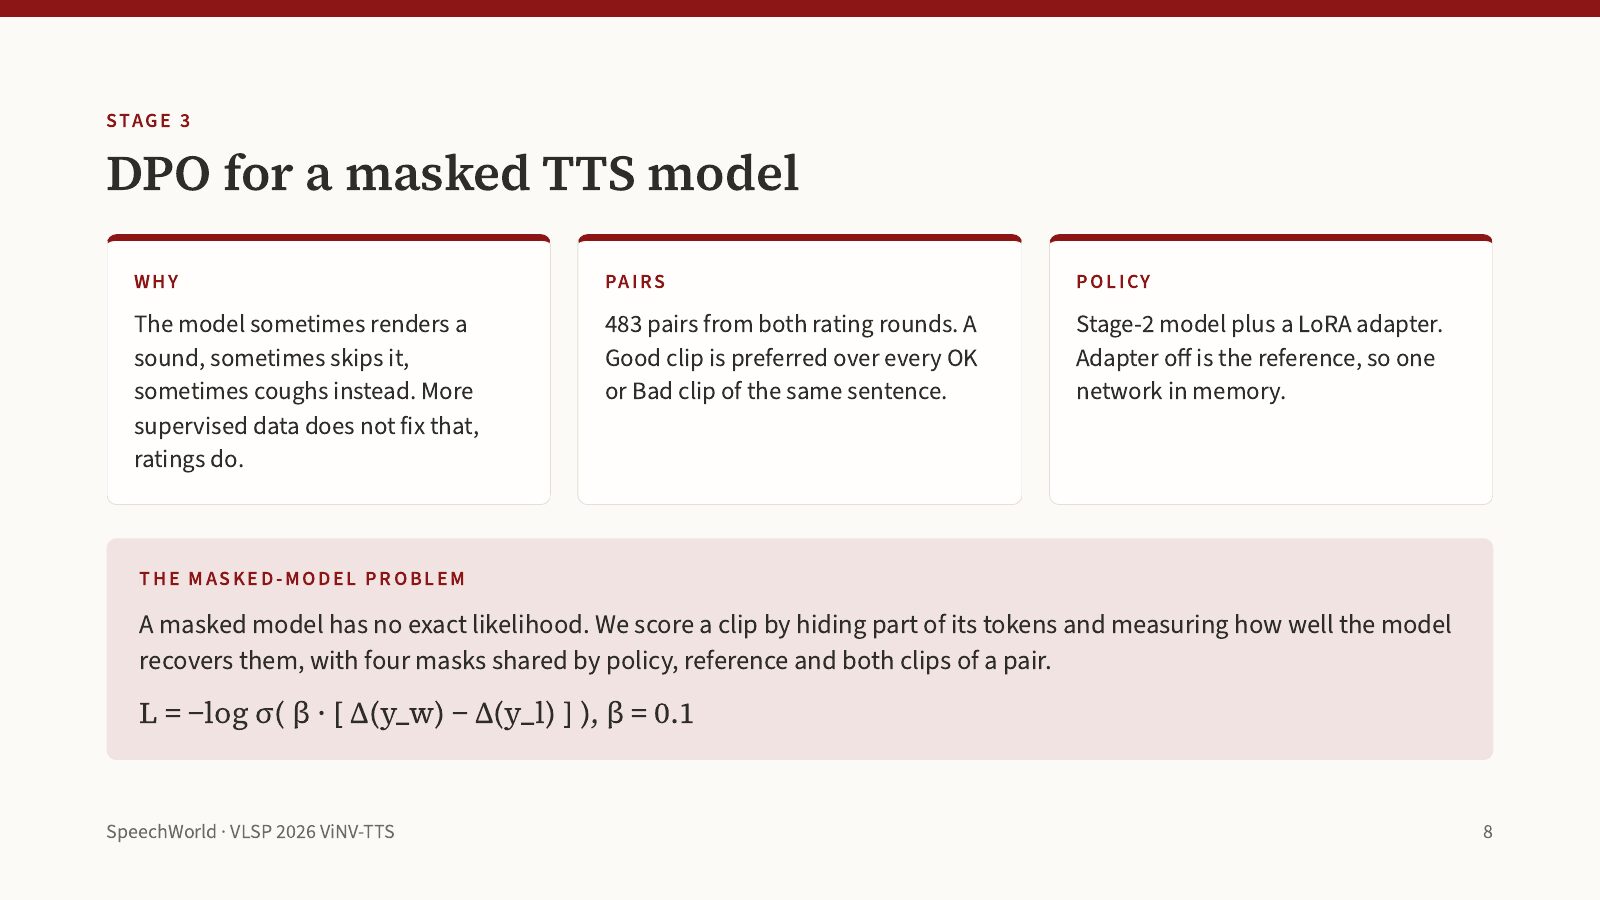 STAGE 3
DPO for a masked TTS model
WHY
The model sometimes renders a
sound, sometimes skips it,
sometimes coughs instead. More
supervised data does not fix that,
ratings do.
PAIRS
483 pairs from both rating rounds. A
Good clip is preferred over every OK
or Bad clip of the same sentence.
POLICY
Stage-2 model plus a LoRA adapter.
Adapter off is the reference, so one
network in memory.
THE MASKED-MODEL PROBLEM
A masked model has no exact likelihood. We score a clip by hiding part of its tokens and measuring how well the model
recovers them, with four masks shared by policy, reference and both clips of a pair.
L = −log σ( β · [ Δ(y_w) − Δ(y_l) ] ), β = 0.1
SpeechWorld · VLSP 2026 ViNV-TTS
8